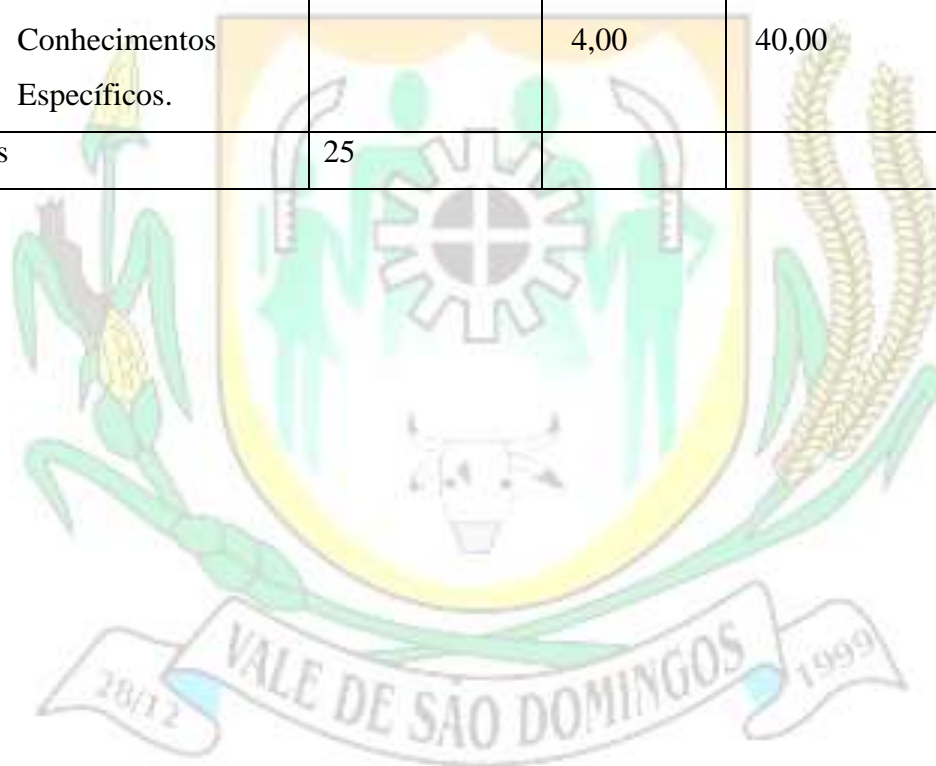 Conhecimentos 4,00 40,00
Específicos.
s 25
28/12 VALE DE SÃO DOMINGOS 1999